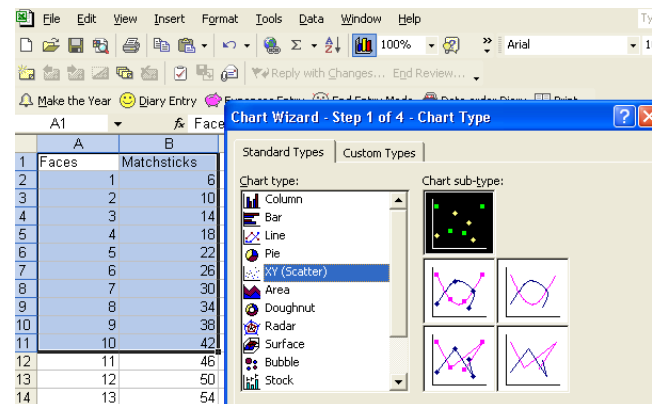 File Edit View Insert Format Tools Data Window Help
Σ 100% Arial
Reply with Changes... End Review...
Make the Year Diary Entry
A1 fx Face
A B
1 Faces Matchsticks
2 1 6
3 2 10
4 3 14
5 4 18
6 5 22
7 6 26
8 7 30
9 8 34
10 9 38
11 10 42
12 11 46
13 12 50
14 13 54
Chart Wizard - Step 1 of 4 - Chart Type
Standard Types Custom Types
Chart type:
Column
Bar
Line
Pie
XY (Scatter)
Area
Doughnut
Radar
Surface
Bubble
Stock
Chart sub-type: